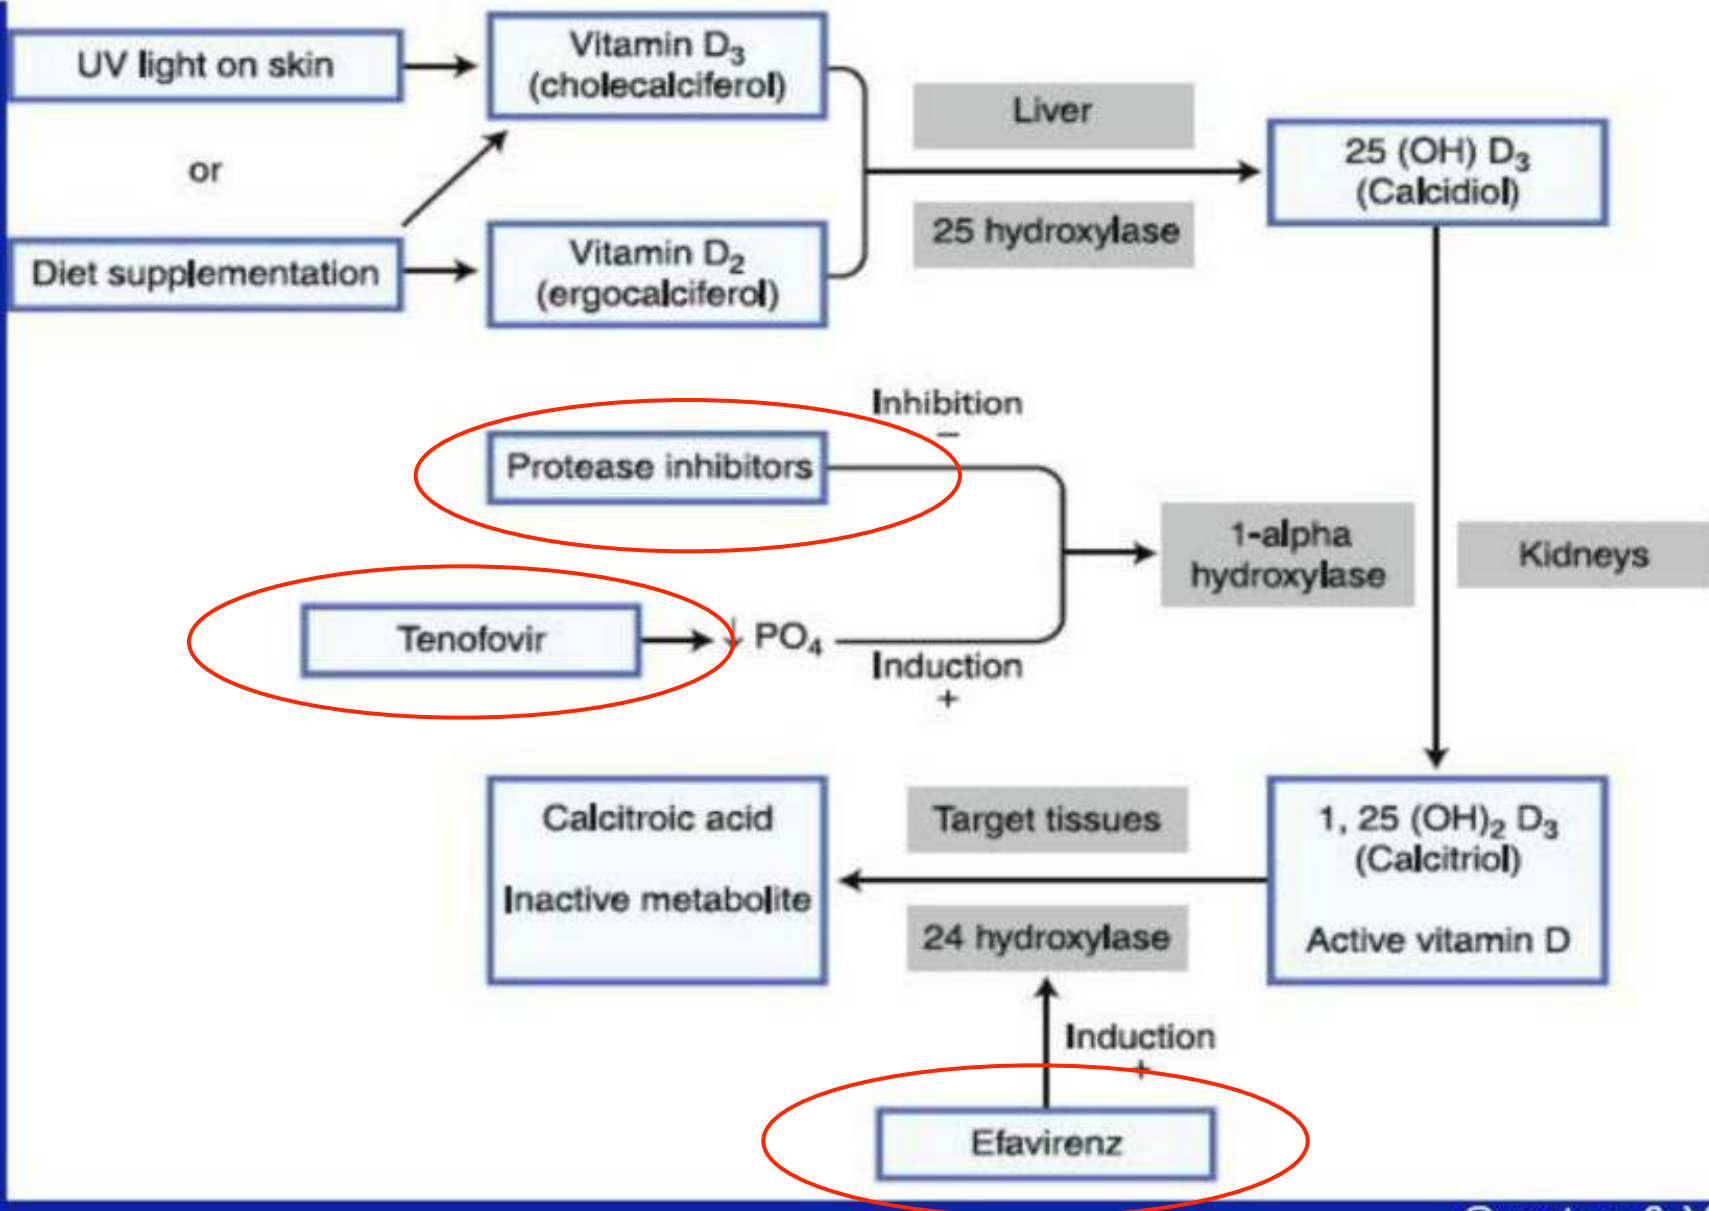 UV light on skin
Vitamin D₃
(cholecalciferol)
or
Diet supplementation
Vitamin D₂
(ergocalciferol)
Liver
25 hydroxylase
25 (OH) D₃
(Calcidiol)
Inhibition
−
Protease inhibitors
Tenofovir
↓ PO₄
Induction
+
1-alpha
hydroxylase
Kidneys
1, 25 (OH)₂ D₃
(Calcitriol)
Active vitamin D
Target tissues
24 hydroxylase
Calcitroic acid
Inactive metabolite
Induction
+
Efavirenz